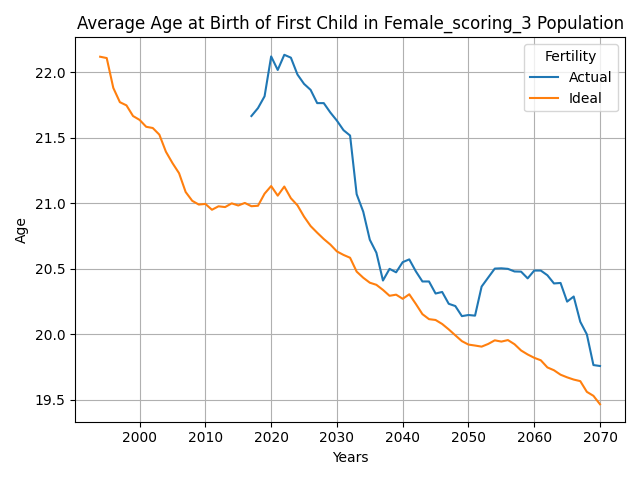 Average Age at Birth of First Child in Female_scoring_3 Population
Fertility
Actual
Ideal
22.0
21.5
21.0
20.5
20.0
19.5
Age
2000 2010 2020 2030 2040 2050 2060 2070
Years